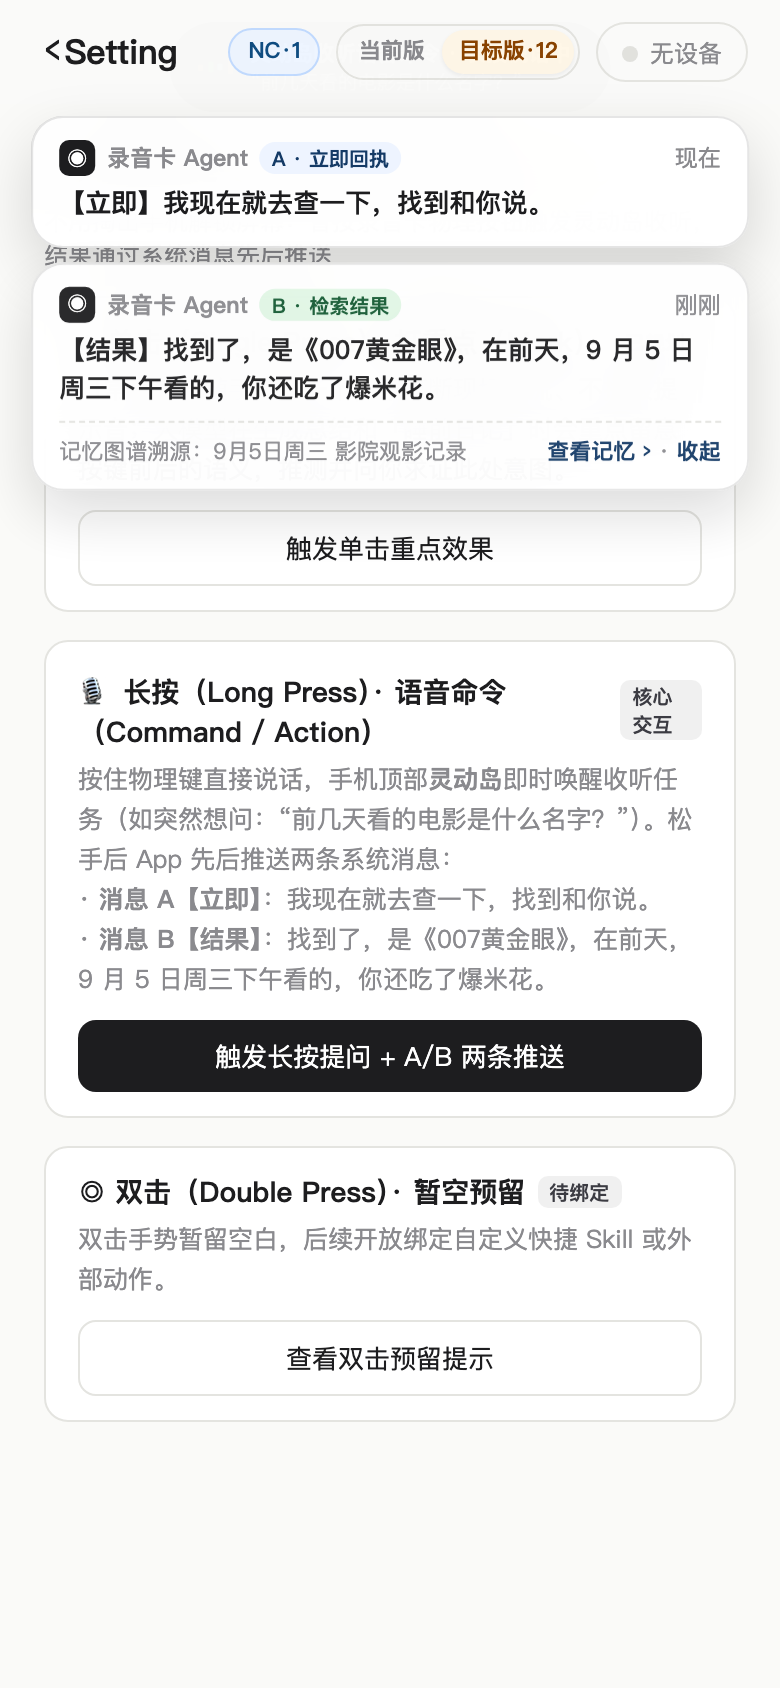 <Setting
NC·1
当前版
目标版·12
无设备
录音卡 Agent
A · 立即回执
现在
【立即】我现在就去查一下，找到和你说。
结果通过系统消息先后推送
录音卡 Agent
B · 检索结果
刚刚
【结果】找到了，是《007黄金眼》，在前天，9 月 5 日
周三下午看的，你还吃了爆米花。
记忆图谱溯源：9月5日周三 影院观影记录
查看记忆 › · 收起
触发单击重点效果
长按（Long Press）· 语音命令
（Command / Action）
核心
交互
按住物理键直接说话，手机顶部灵动岛即时唤醒收听任
务（如突然想问：“前几天看的电影是什么名字？”）。松
手后 App 先后推送两条系统消息：
· 消息 A【立即】：我现在就去查一下，找到和你说。
· 消息 B【结果】：找到了，是《007黄金眼》，在前天，
9 月 5 日周三下午看的，你还吃了爆米花。
触发长按提问 + A/B 两条推送
双击（Double Press）· 暂空预留
待绑定
双击手势暂留空白，后续开放绑定自定义快捷 Skill 或外
部动作。
查看双击预留提示